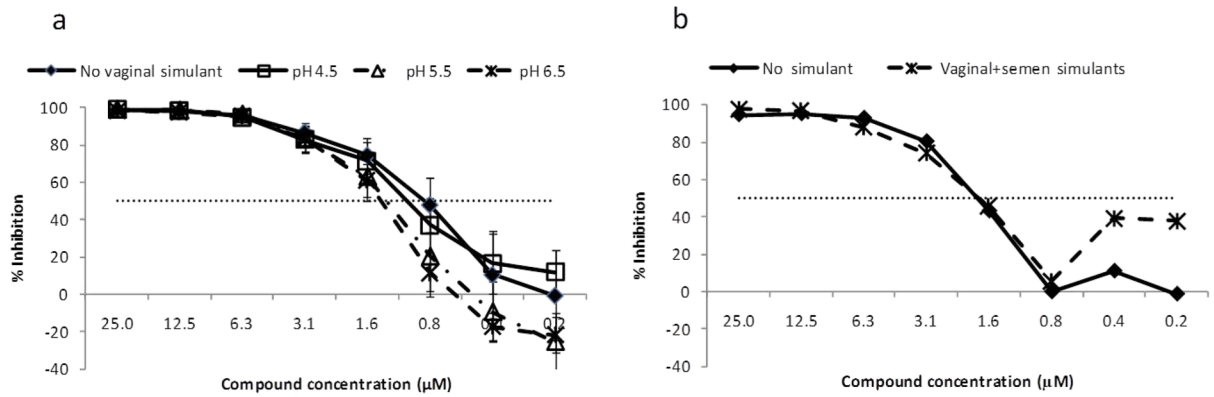 a
No vaginal simulant pH 4.5 pH 5.5 pH 6.5
100
80
60
40
20
0
-20
-40
% Inhibition
25.0 12.5 6.3 3.1 1.6 0.8 0.2
Compound concentration (µM)
b
No simulant Vaginal+semen simulants
100
80
60
40
20
0
-20
-40
% Inhibition
25.0 12.5 6.3 3.1 1.6 0.8 0.4 0.2
Compound concentration (µM)